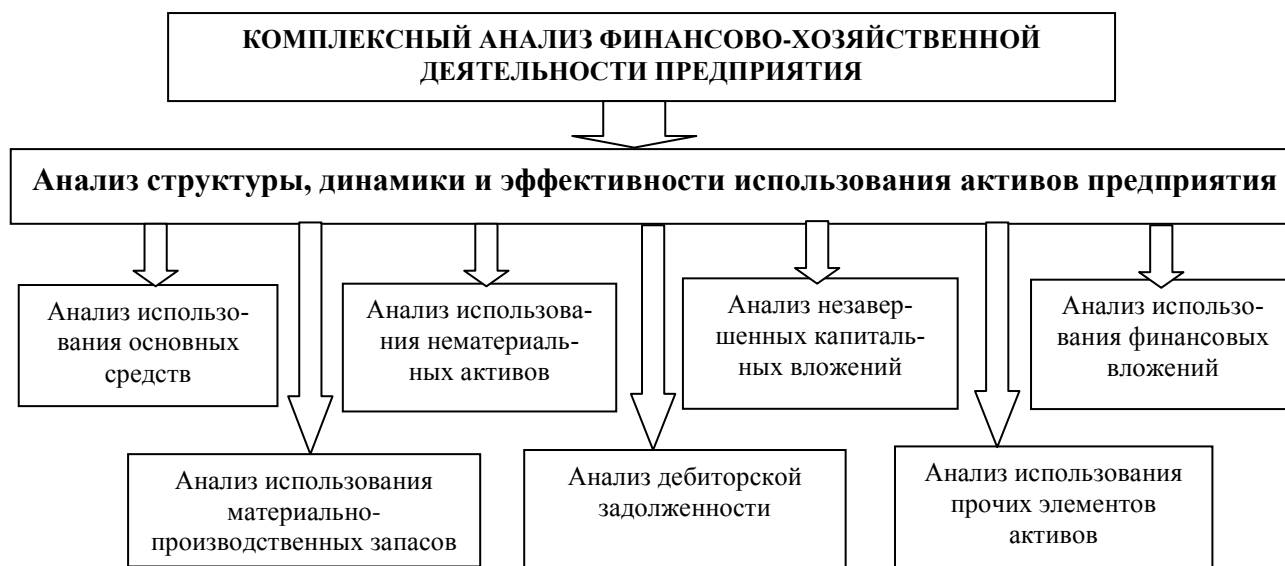 КОМПЛЕКСНЫЙ АНАЛИЗ ФИНАНСОВО-ХОЗЯЙСТВЕННОЙ
ДЕЯТЕЛЬНОСТИ ПРЕДПРИЯТИЯ
Анализ структуры, динамики и эффективности использования активов предприятия
Анализ использо-
вания основных
средств
Анализ использова-
ния нематериаль-
ных активов
Анализ незавер-
шенных капиталь-
ных вложений
Анализ использо-
вания финансовых
вложений
Анализ использования
материально-
производственных запасов
Анализ дебиторской
задолженности
Анализ использования
прочих элементов
активов